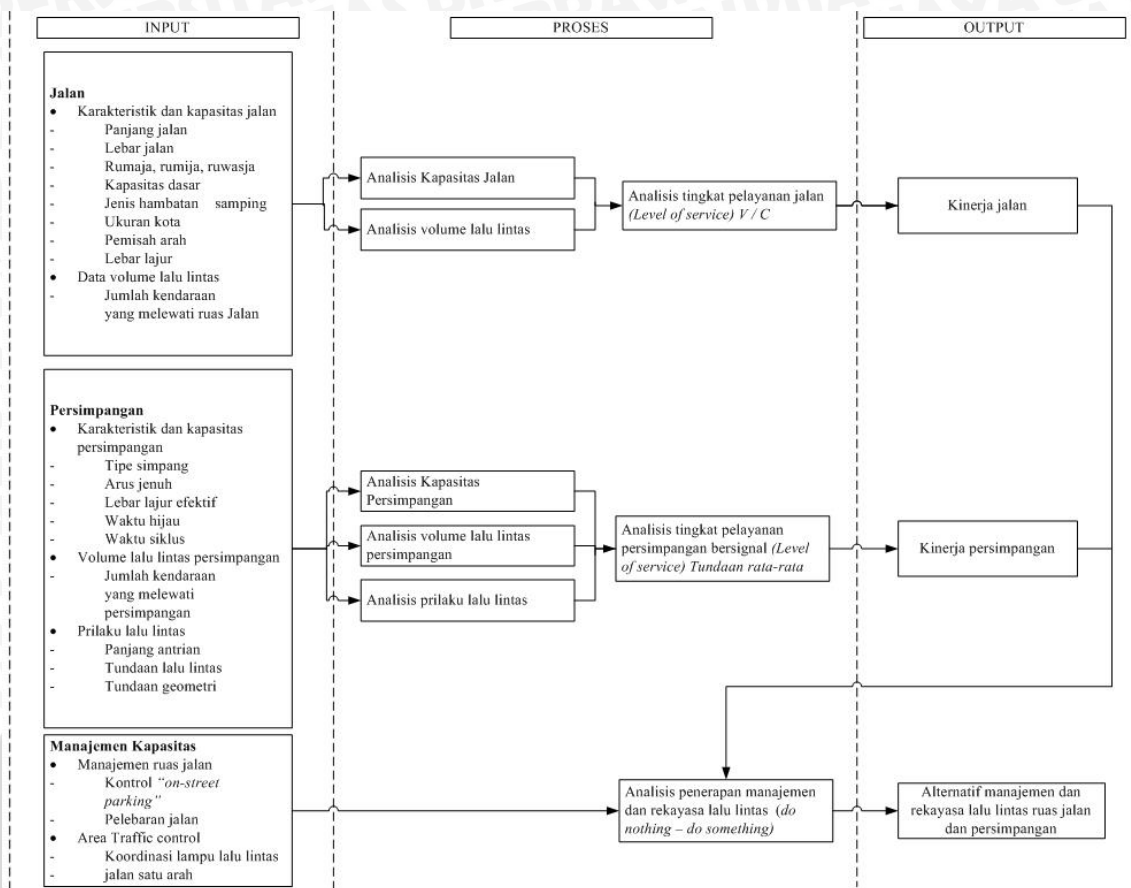 INPUT
PROSES
OUTPUT
Jalan
• Karakteristik dan kapasitas jalan
- Panjang jalan
- Lebar jalan
- Rumaja, rumija, ruwasja
- Kapasitas dasar
- Jenis hambatan samping
- Ukuran kota
- Pemisah arah
- Lebar lajur
• Data volume lalu lintas
- Jumlah kendaraan
yang melewati ruas Jalan
Analisis Kapasitas Jalan
Analisis volume lalu lintas
Analisis tingkat pelayanan jalan
(Level of service) V / C
Kinerja jalan
Persimpangan
• Karakteristik dan kapasitas
persimpangan
- Tipe simpang
- Arus jenuh
- Lebar lajur efektif
- Waktu hijau
- Waktu siklus
• Volume lalu lintas persimpangan
- Jumlah kendaraan
yang melewati
persimpangan
• Prilaku lalu lintas
- Panjang antrian
- Tundaan lalu lintas
- Tundaan geometri
Analisis Kapasitas
Persimpangan
Analisis volume lalu lintas
persimpangan
Analisis prilaku lalu lintas
Analisis tingkat pelayanan
persimpangan bersignal (Level
of service) Tundaan rata-rata
Kinerja persimpangan
Manajemen Kapasitas
• Manajemen ruas jalan
- Kontrol “on-street
parking”
- Pelebaran jalan
• Area Traffic control
- Koordinasi lampu lalu lintas
- jalan satu arah
Analisis penerapan manajemen
dan rekayasa lalu lintas (do
nothing – do something)
Alternatif manajemen dan
rekayasa lalu lintas ruas jalan
dan persimpangan